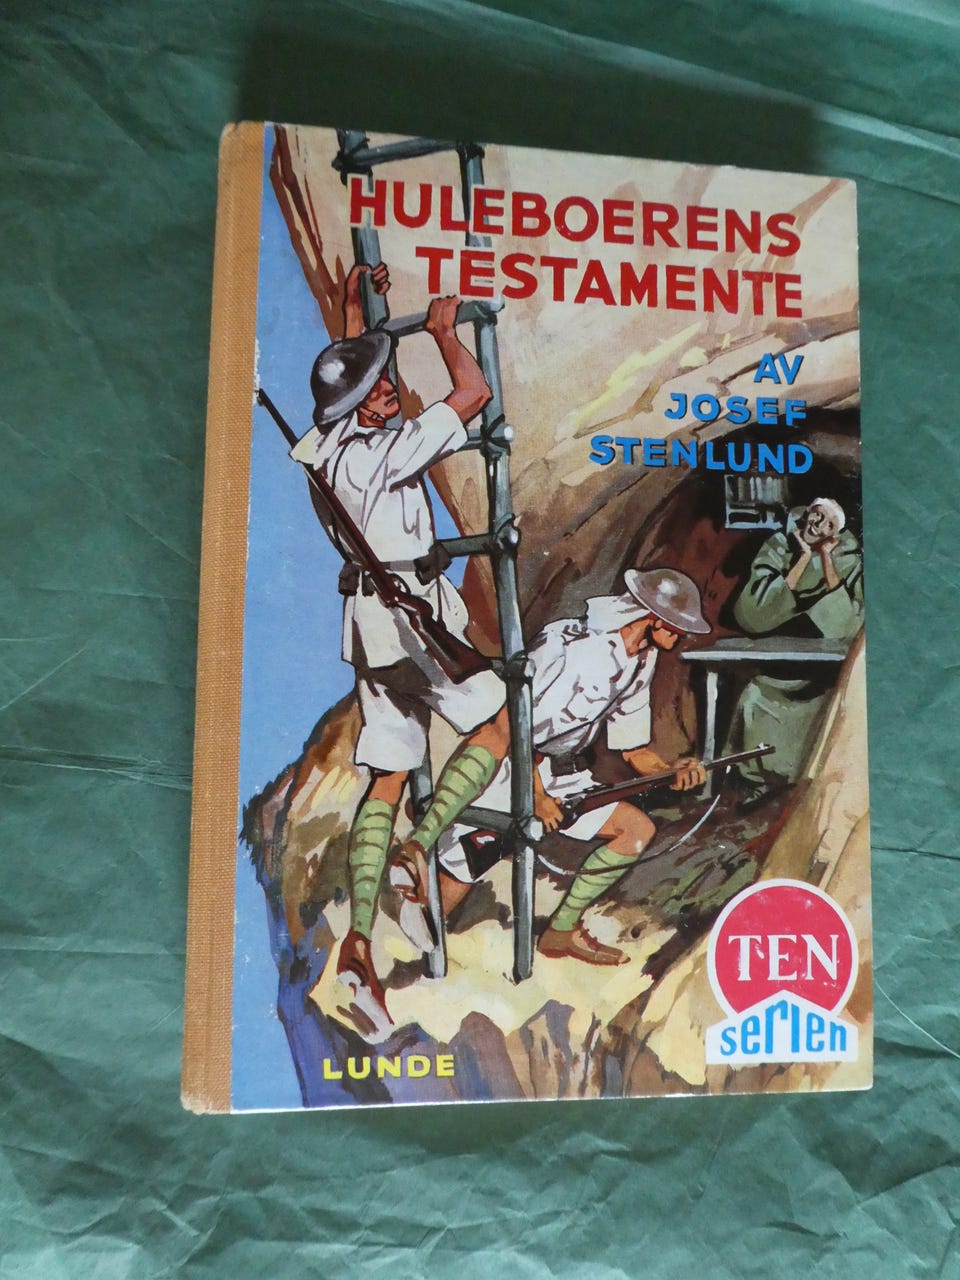 HULEBOERENS
TESTAMENTE
AV
JOSEF
STENLUND
TEN
serien
LUNDE